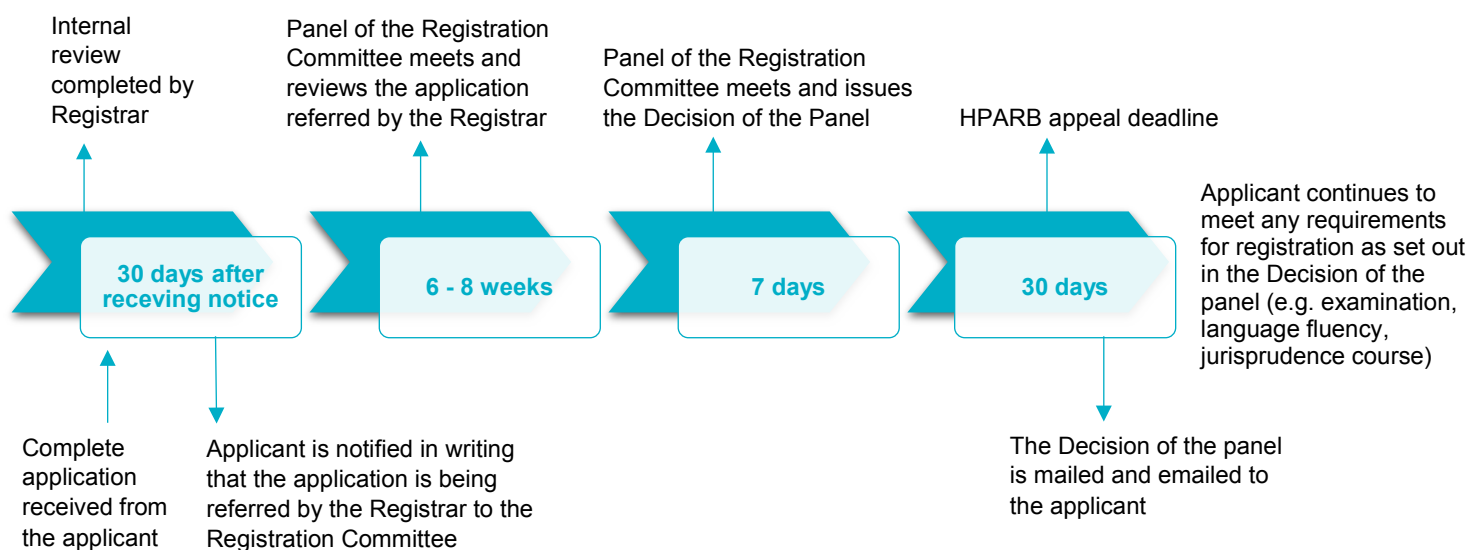 Internal
review
completed by
Registrar
Panel of the Registration
Committee meets and
reviews the application
referred by the Registrar
Panel of the Registration
Committee meets and issues
the Decision of the Panel
HPARB appeal deadline
30 days after
receving notice
6 - 8 weeks
7 days
30 days
Applicant continues to
meet any requirements
for registration as set out
in the Decision of the
panel (e.g. examination,
language fluency,
jurisprudence course)
Complete
application
received from
the applicant
Applicant is notified in writing
that the application is being
referred by the Registrar to the
Registration Committee
The Decision of the panel
is mailed and emailed to
the applicant